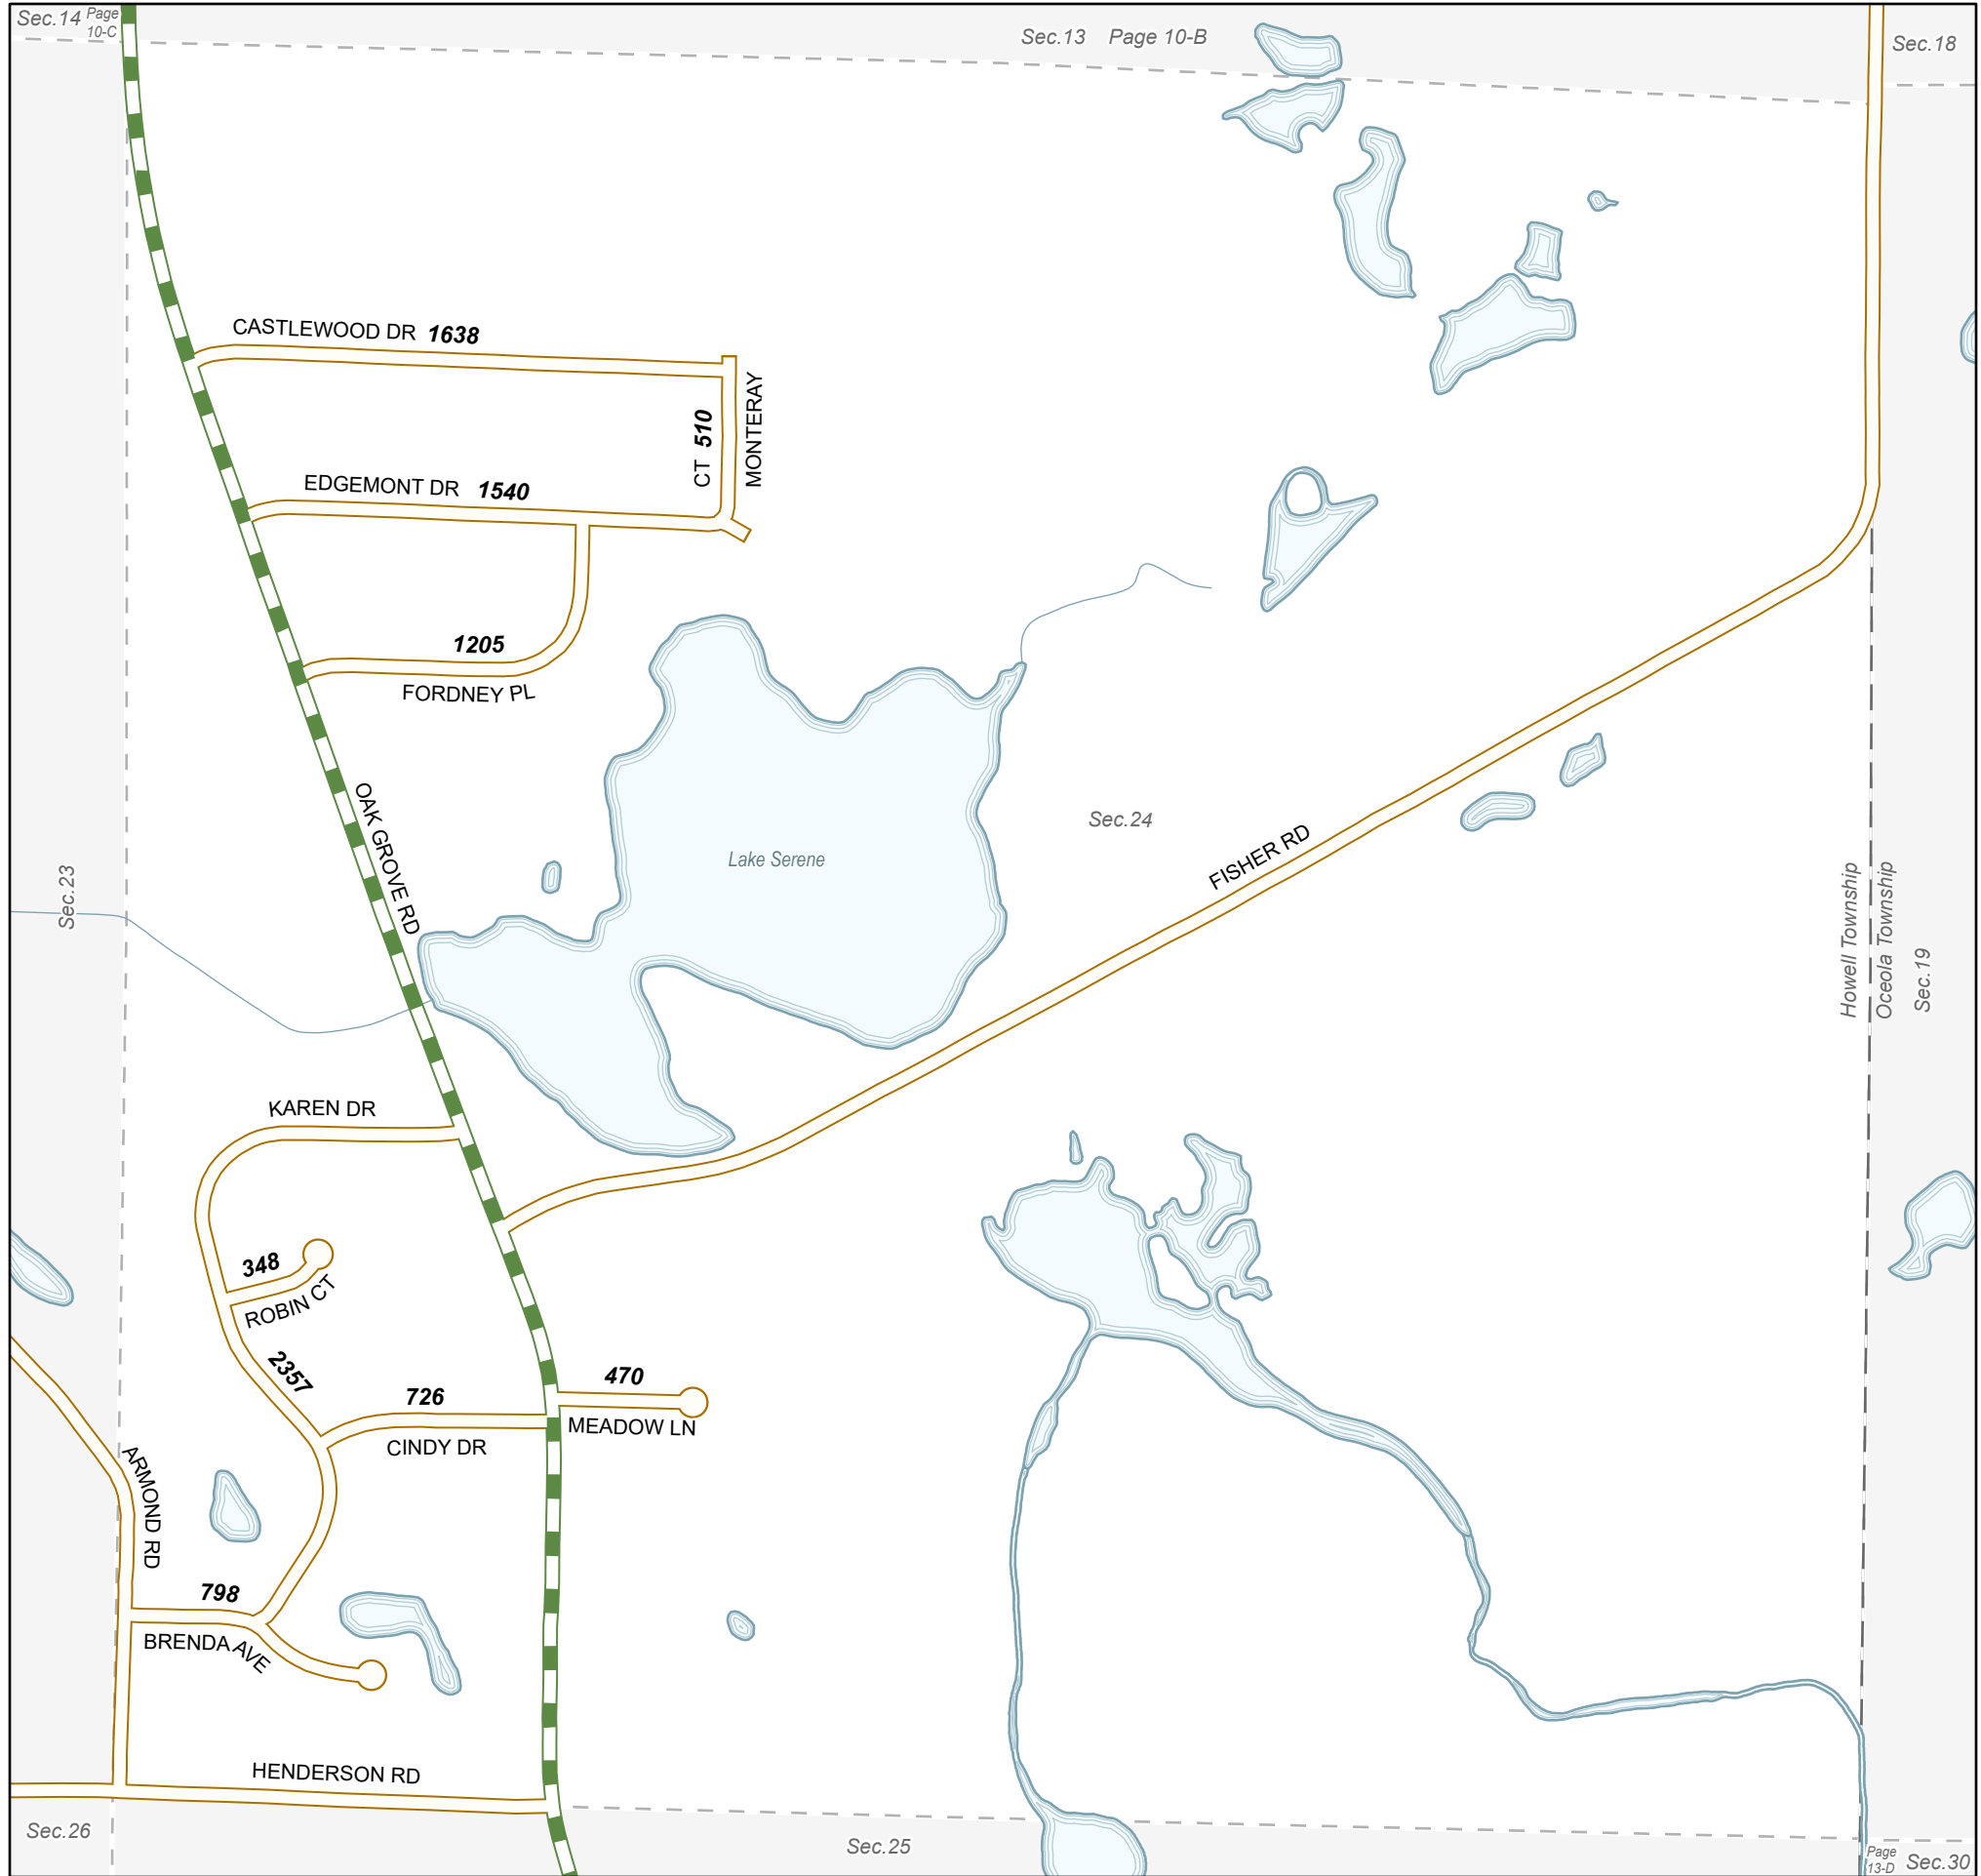 Sec.14 Page
10-C
Sec.13 Page 10-B
Sec.18
CASTLEWOOD DR 1638
MONTERAY
CT 510
EDGEMONT DR 1540
1205
FORDNEY PL
OAK GROVE RD
Sec.24
Lake Serene
FISHER RD
Sec.23
Howell Township
Oceola Township
Sec.19
KAREN DR
348
ROBIN CT
2357
726
CINDY DR
470
MEADOW LN
ARMOND RD
798
BRENDA AVE
HENDERSON RD
Sec.26
Sec.25
Page
13-D
Sec.30